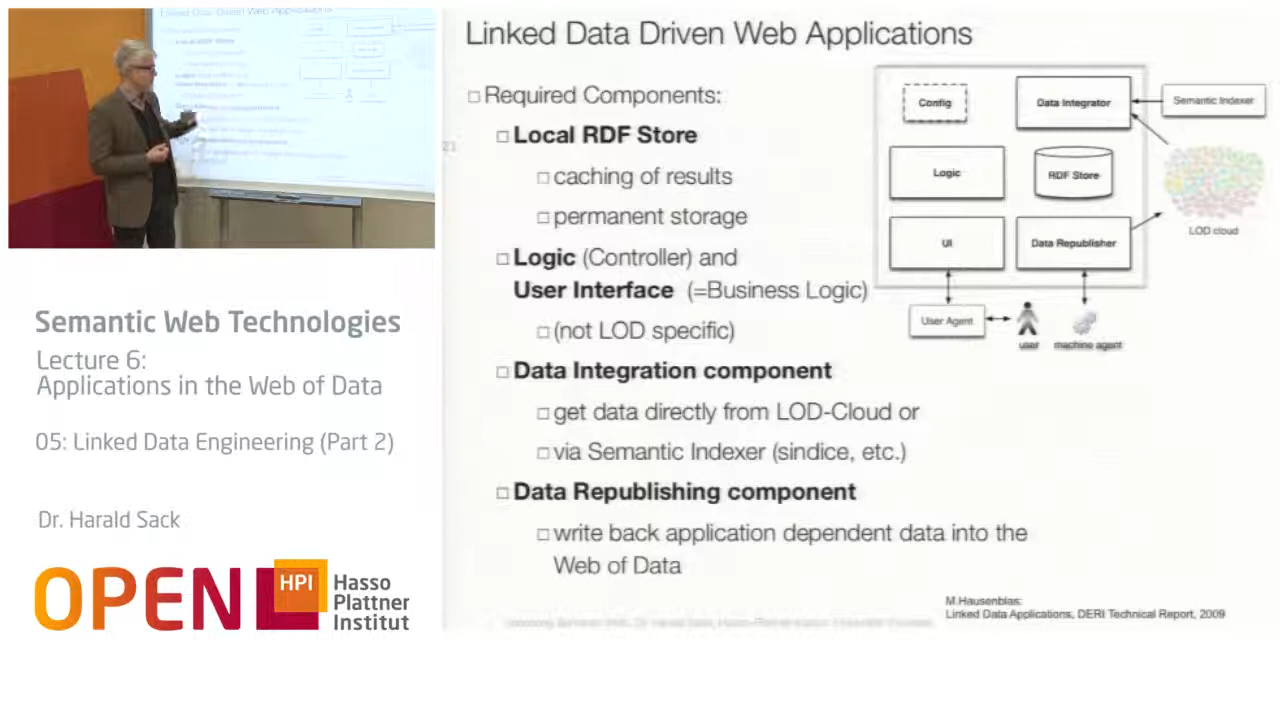 Linked Data Driven Web Applications
Required Components:
Local RDF Store
caching of results
permanent storage
Logic (Controller) and
User Interface (=Business Logic)
(not LOD specific)
Data Integration component
get data directly from LOD-Cloud or
via Semantic Indexer (sindice, etc.)
Data Republishing component
write back application dependent data into the
Web of Data
Config
Data Integrator
Semantic Indexer
Logic
RDF Store
LOD cloud
UI
Data Republisher
User Agent
user
machine agent
M.Hausenblas:
Linked Data Applications, DERI Technical Report, 2009
21
Semantic Web Technologies
Lecture 6:
Applications in the Web of Data
05: Linked Data Engineering (Part 2)
Dr. Harald Sack
OPEN HPI
Hasso
Plattner
Institut